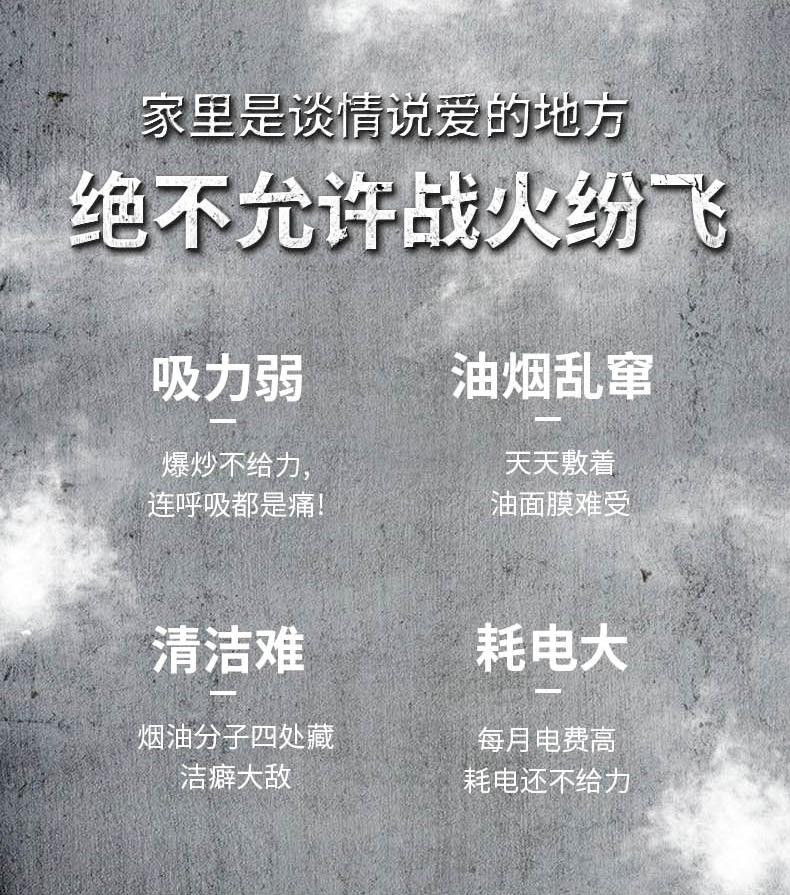 家里是谈情说爱的地方
绝不允许战火纷飞
吸力弱
爆炒不给力,
连呼吸都是痛!
油烟乱窜
天天敷着
油面膜难受
清洁难
烟油分子四处藏
洁癖大敌
耗电大
每月电费高
耗电还不给力